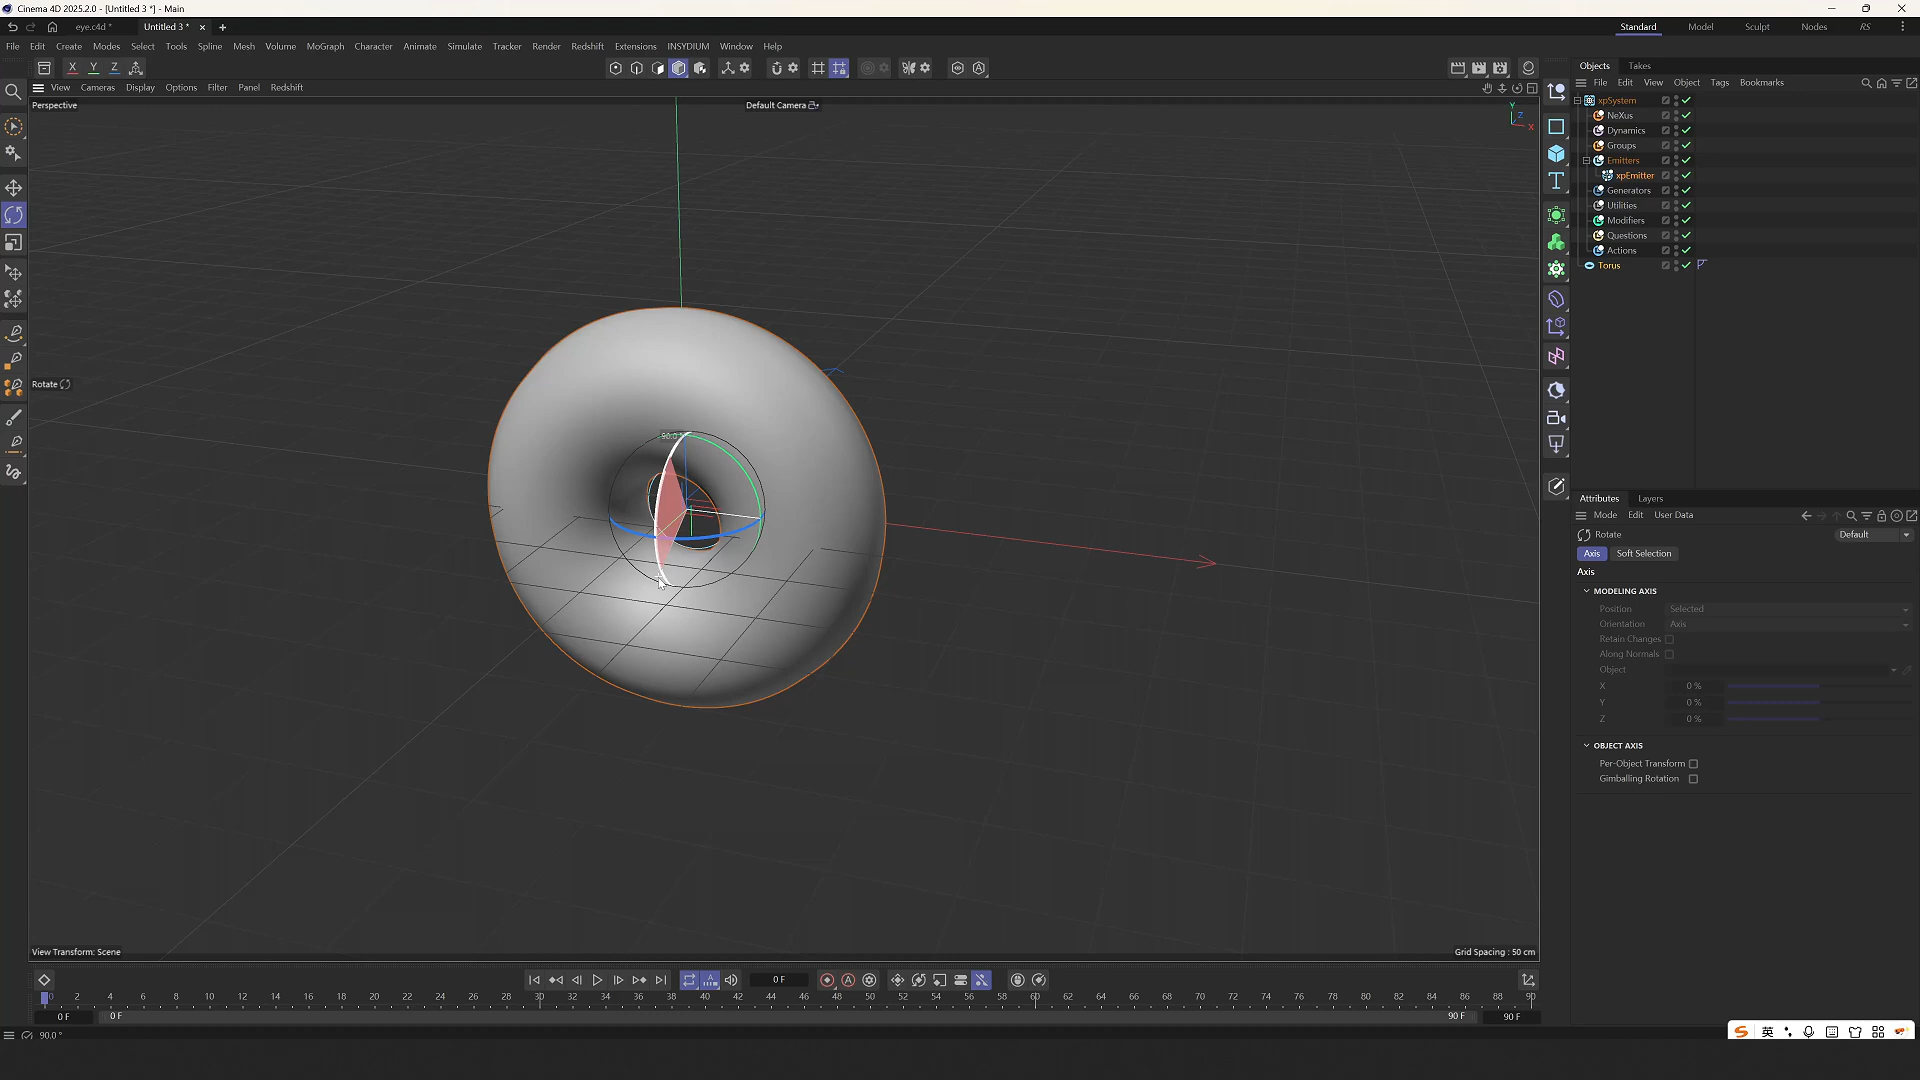 Cinema 4D 2025.2.0 - [Untitled 3 *] - Main
eye.c4d *
Untitled 3 *
Standard
Model
Sculpt
Nodes
RS
File Edit Create Modes Select Tools Spline Mesh Volume MoGraph Character Animate Simulate Tracker Render Redshift Extensions INSYDIUM Window Help
X Y Z
Objects Takes
View Cameras Display Options Filter Panel Redshift
File Edit View Object Tags Bookmarks
Perspective
Default Camera
Y
Z
X
xpSystem
NeXus
Dynamics
Groups
Emitters
xpEmitter
Generators
Utilities
Modifiers
Questions
Actions
Torus
Rotate
90.0 °
Attributes Layers
Mode Edit User Data
Rotate
Default
Axis Soft Selection
Axis
MODELING AXIS
Position Selected
Orientation Axis
Retain Changes
Along Normals
Object
X 0 %
Y 0 %
Z 0 %
OBJECT AXIS
Per-Object Transform
Gimballing Rotation
View Transform: Scene
Grid Spacing : 50 cm
0 F
0 2 4 6 8 10 12 14 16 18 20 22 24 26 28 30 32 34 36 38 40 42 44 46 48 50 52 54 56 58 60 62 64 66 68 70 72 74 76 78 80 82 84 86 88 90
0 F
0 F
90 F
90 F
90.0 °
英